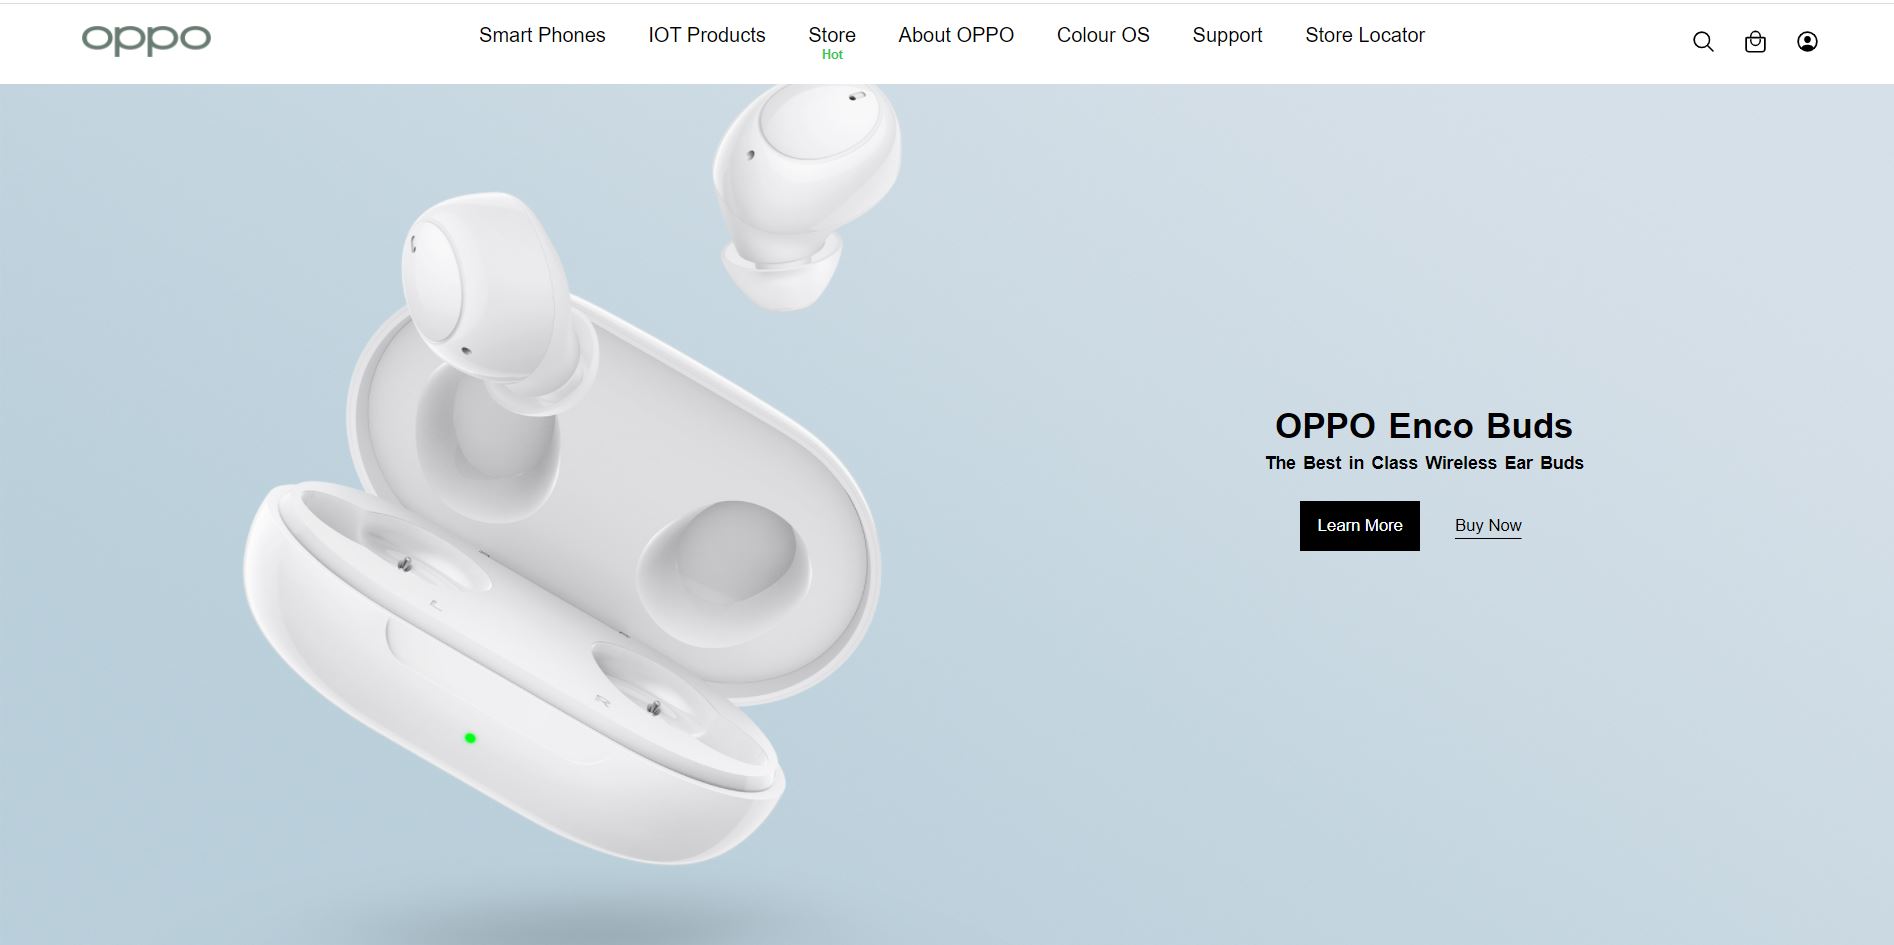 oppo
Smart Phones IOT Products Store About OPPO Colour OS Support Store Locator
Hot
OPPO Enco Buds
The Best in Class Wireless Ear Buds
Learn More Buy Now
L
R